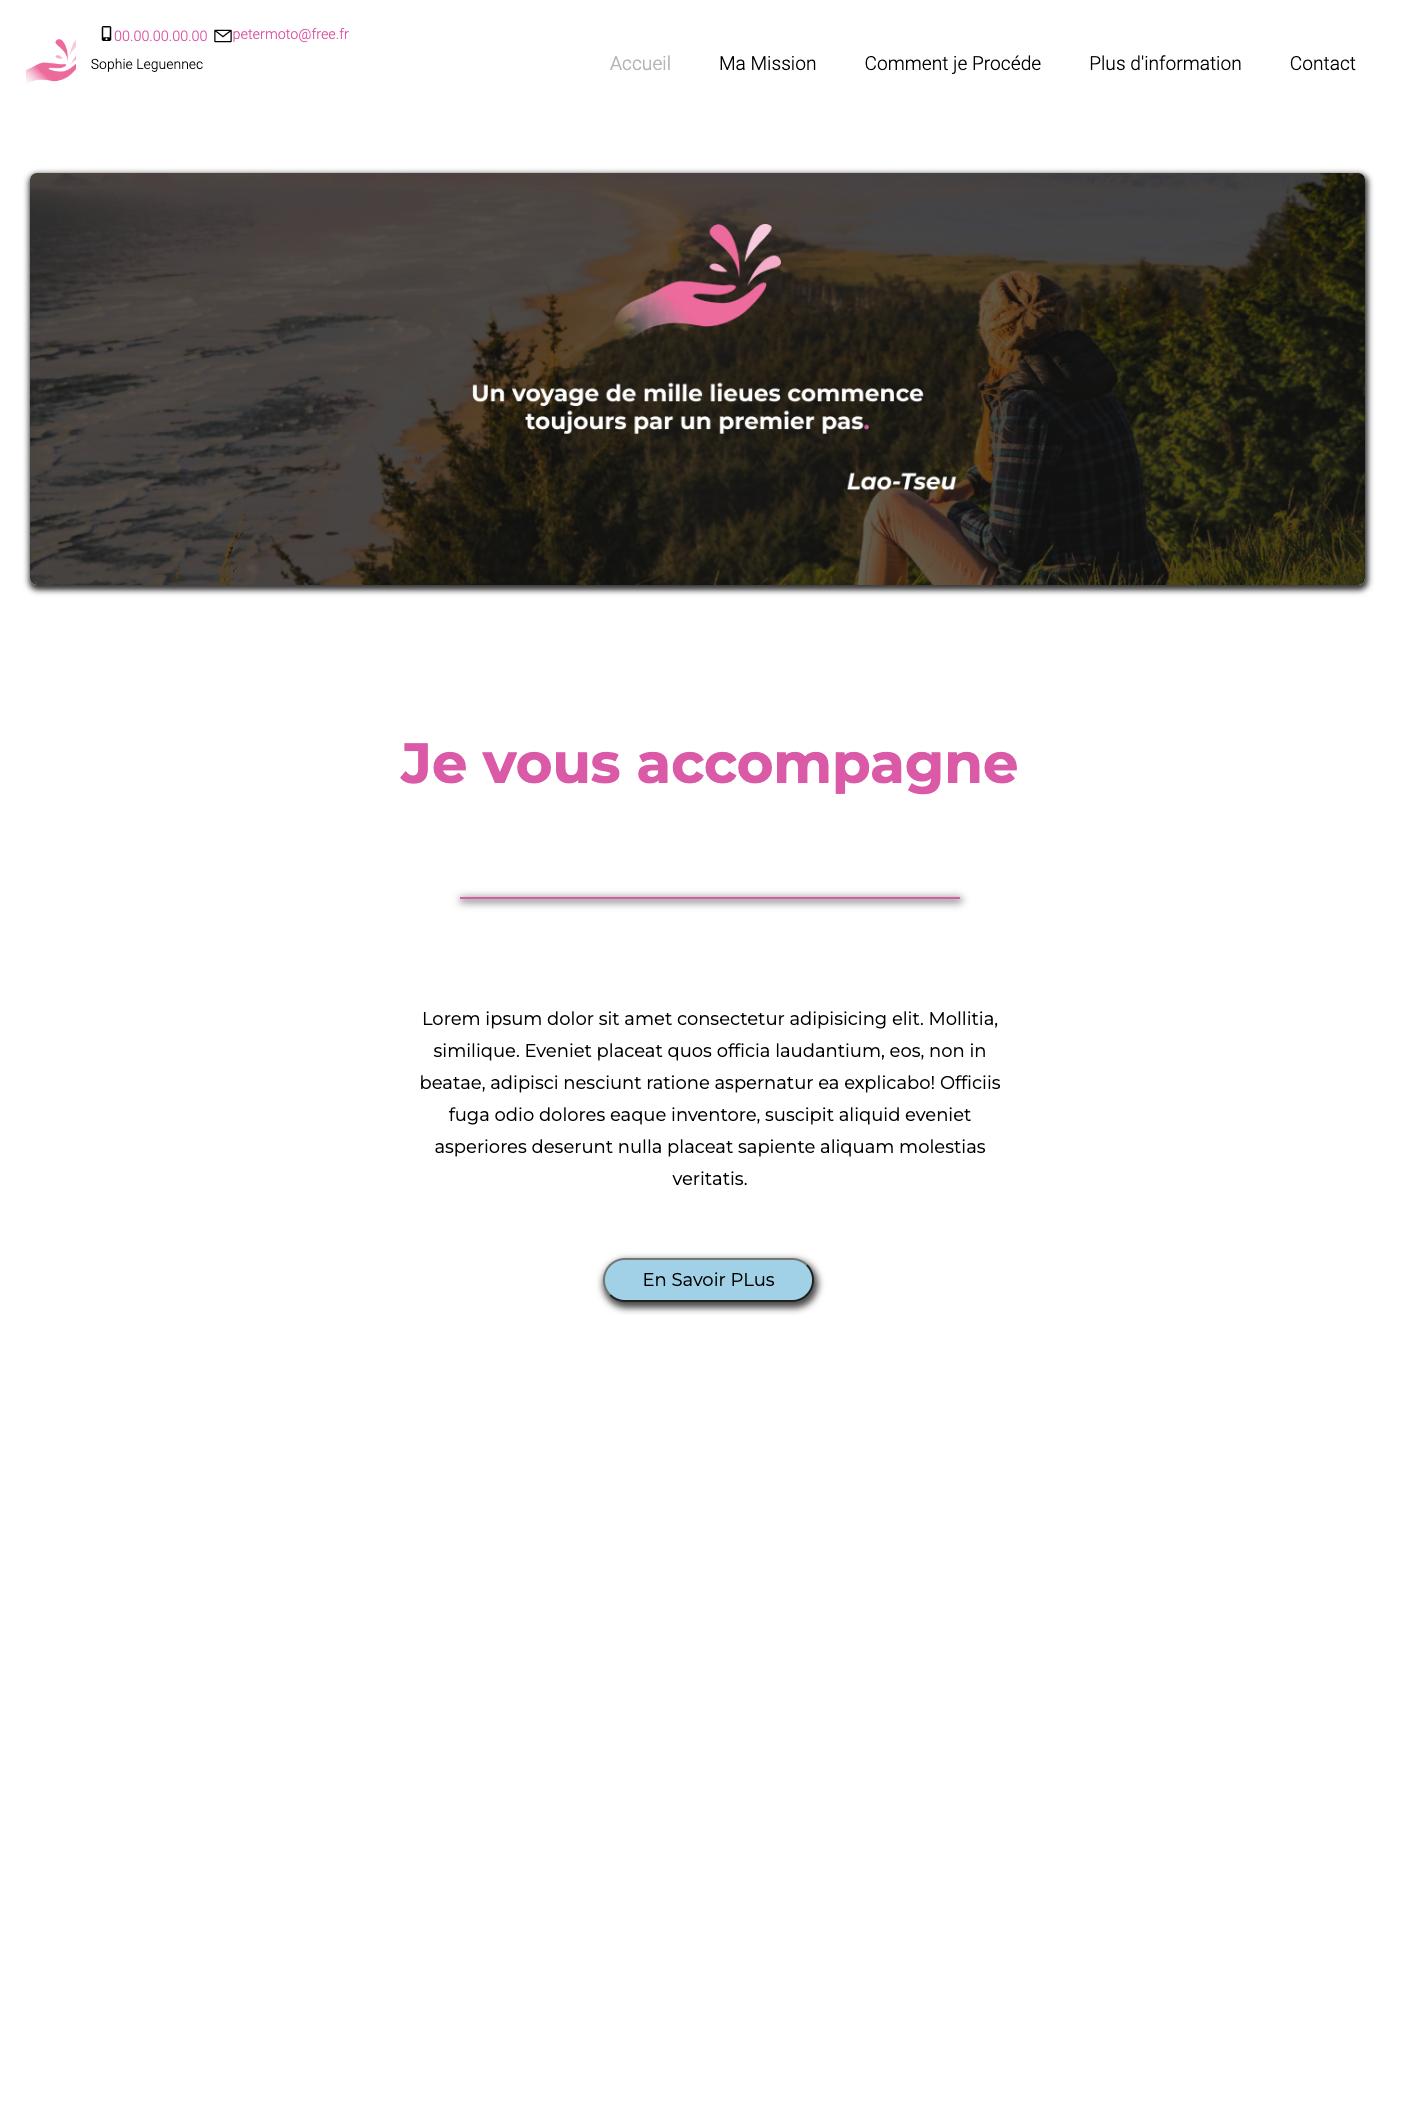 00.00.00.00.00 petermoto@free.fr
Sophie Leguennec
Accueil Ma Mission Comment je Procéde Plus d'information Contact
Un voyage de mille lieues commence
toujours par un premier pas.
Lao-Tseu
Je vous accompagne
Lorem ipsum dolor sit amet consectetur adipisicing elit. Mollitia,
similique. Eveniet placeat quos officia laudantium, eos, non in
beatae, adipisci nesciunt ratione aspernatur ea explicabo! Officiis
fuga odio dolores eaque inventore, suscipit aliquid eveniet
asperiores deserunt nulla placeat sapiente aliquam molestias
veritatis.
En Savoir PLus